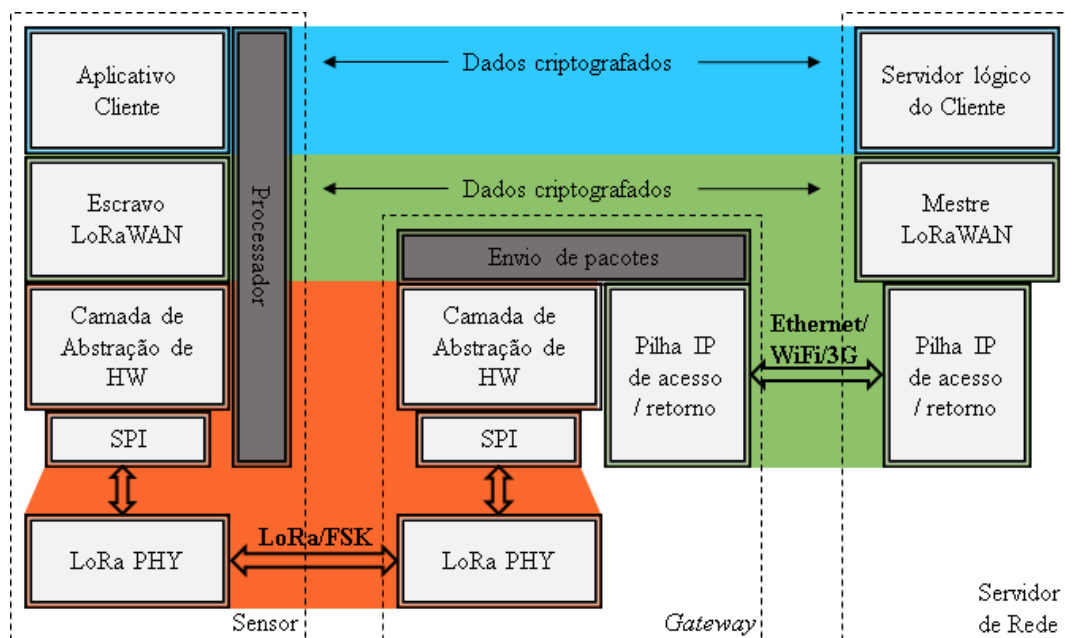 Aplicativo
Cliente
Dados criptografados
Servidor lógico
do Cliente
Processador
Escravo
LoRaWAN
Dados criptografados
Mestre
LoRaWAN
Envio de pacotes
Camada de
Abstração de
HW
Camada de
Abstração de
HW
Pilha IP
de acesso
/ retorno
Ethernet/
WiFi/3G
Pilha IP
de acesso
/ retorno
SPI
SPI
LoRa PHY
LoRa/FSK
LoRa PHY
Sensor
Gateway
Servidor
de Rede